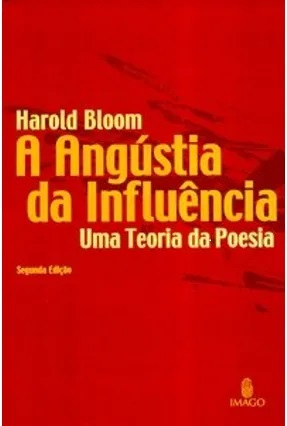 Harold Bloom
A Angústia
da Influência
Uma Teoria da Poesia
Segunda Edição
IMAGO